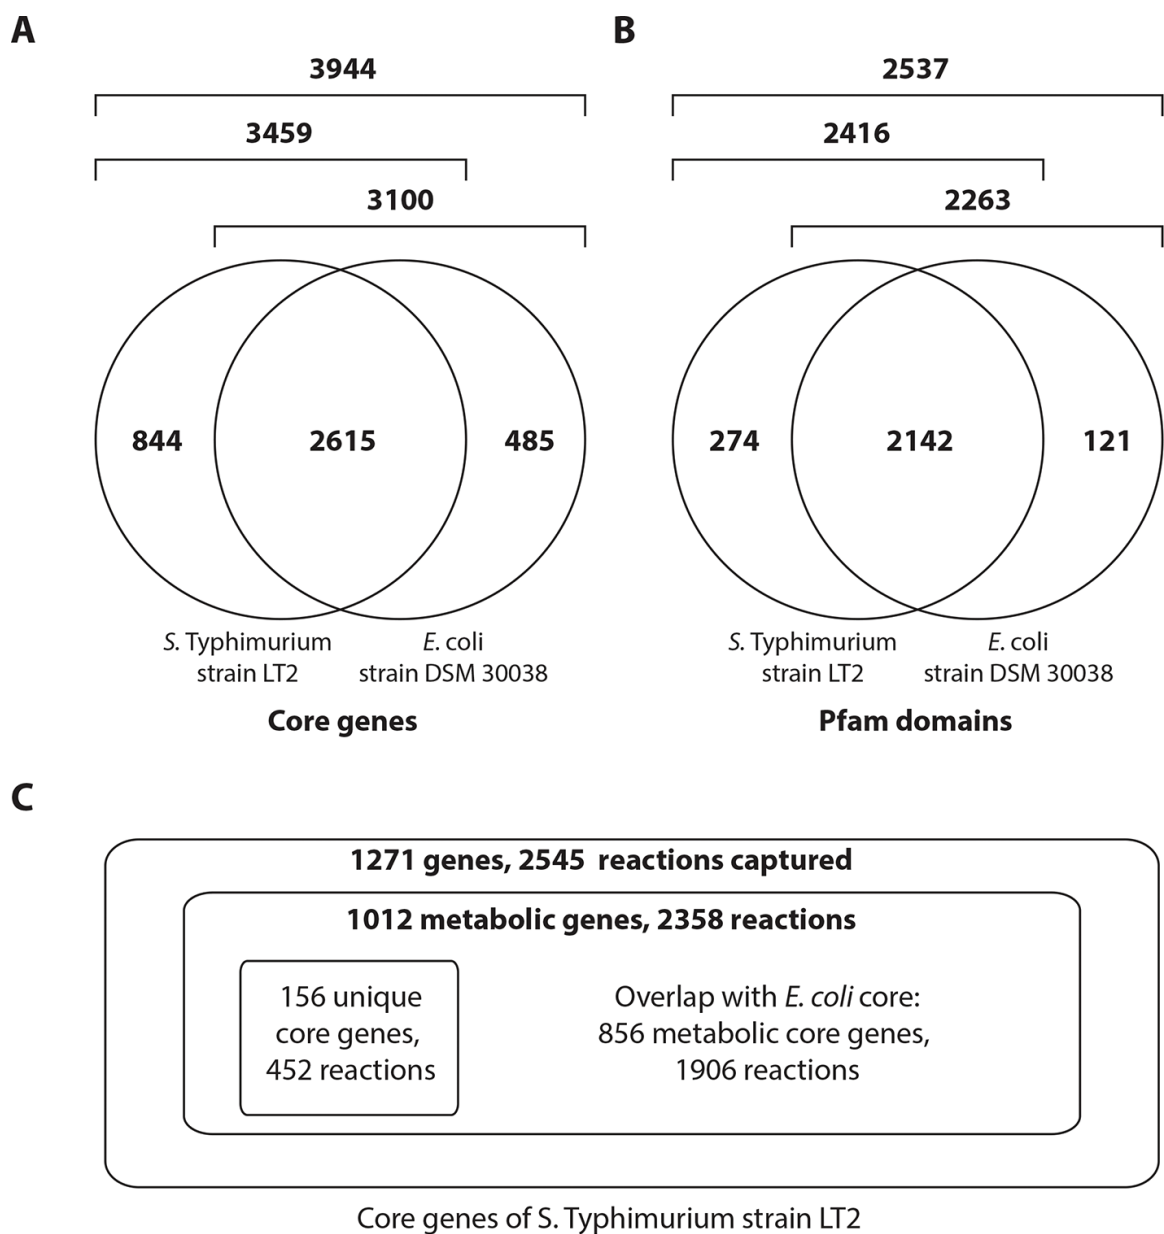 A
B
3944
2537
3459
2416
3100
2263
844
2615
485
274
2142
121
S. Typhimurium
strain LT2
E. coli
strain DSM 30038
S. Typhimurium
strain LT2
E. coli
strain DSM 30038
Core genes
Pfam domains
C
1271 genes, 2545 reactions captured
1012 metabolic genes, 2358 reactions
156 unique
core genes,
452 reactions
Overlap with E. coli core:
856 metabolic core genes,
1906 reactions
Core genes of S. Typhimurium strain LT2